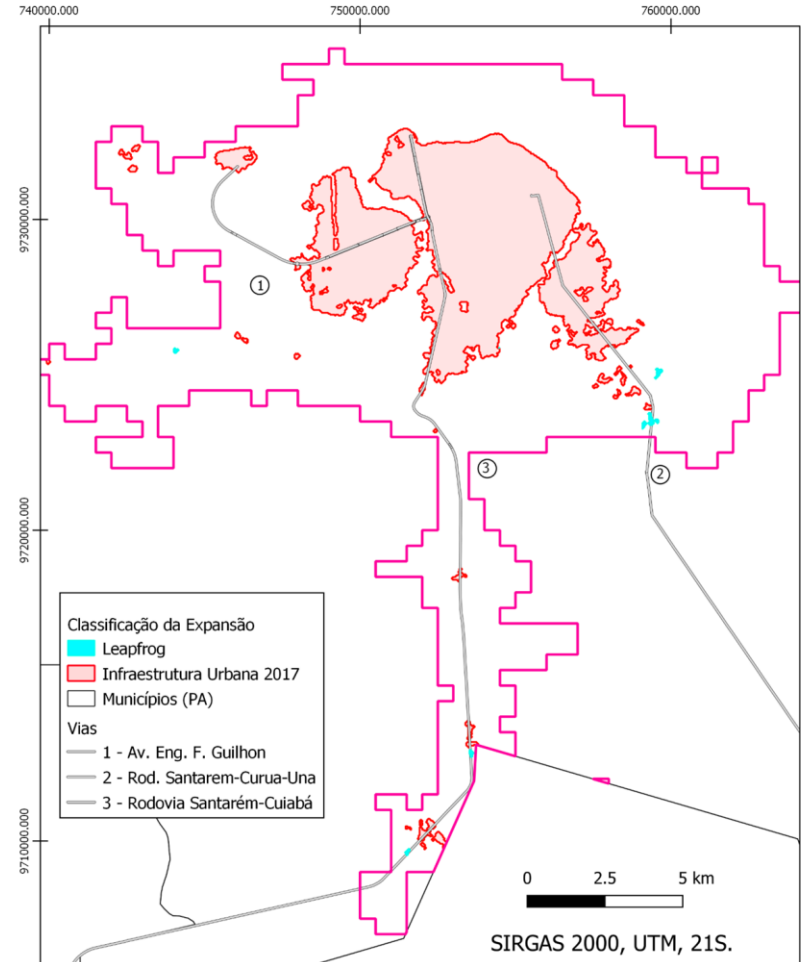 740000.000 750000.000 760000.000
9730000.000
1
3
2
9720000.000
Classificação da Expansão
Leapfrog
Infraestrutura Urbana 2017
Municípios (PA)
Vias
1 - Av. Eng. F. Guilhon
2 - Rod. Santarem-Curua-Una
3 - Rodovia Santarém-Cuiabá
9710000.000
0 2.5 5 km
SIRGAS 2000, UTM, 21S.